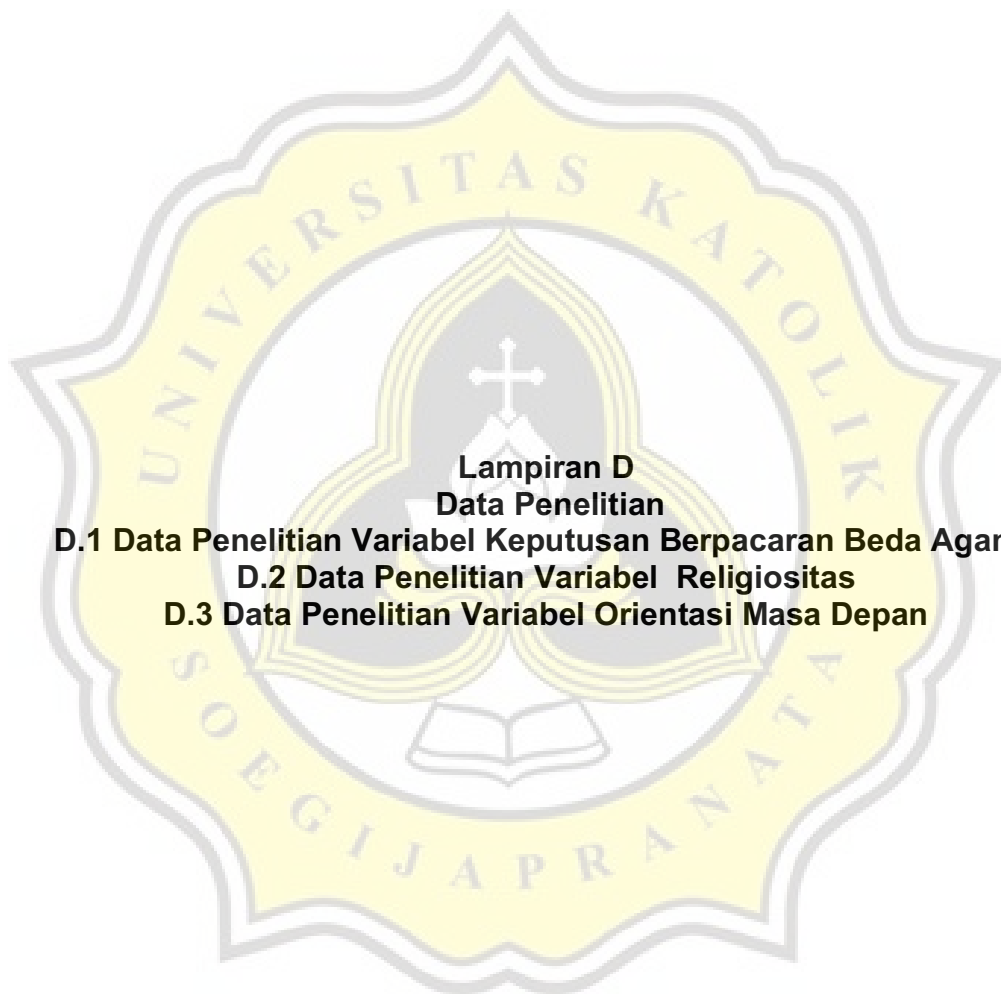 UNIVERSITAS KATOLIK
Lampiran D
Data Penelitian
D.1 Data Penelitian Variabel Keputusan Berpacaran Beda
D.2 Data Penelitian Variabel Religiositas
D.3 Data Penelitian Variabel Orientasi Masa Depan
SOEGIJAPRANATA